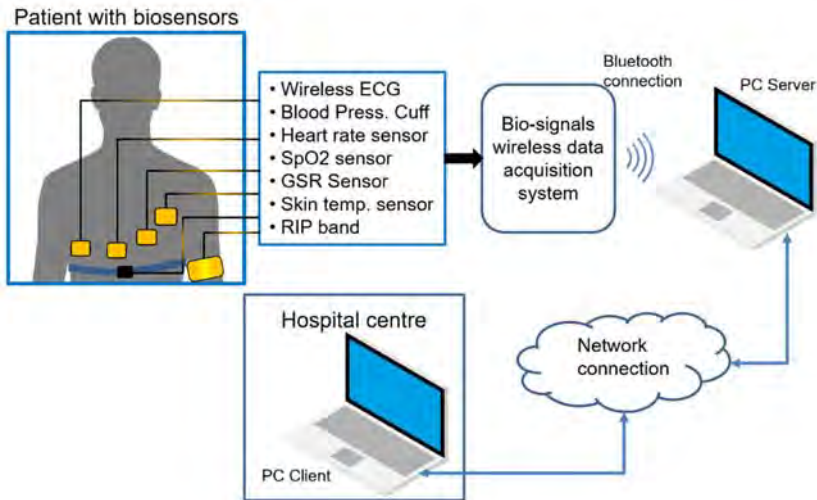 Patient with biosensors
• Wireless ECG
• Blood Press. Cuff
• Heart rate sensor
• SpO2 sensor
• GSR Sensor
• Skin temp. sensor
• RIP band
Bio-signals
wireless data
acquisition
system
Bluetooth
connection
PC Server
Hospital centre
PC Client
Network
connection